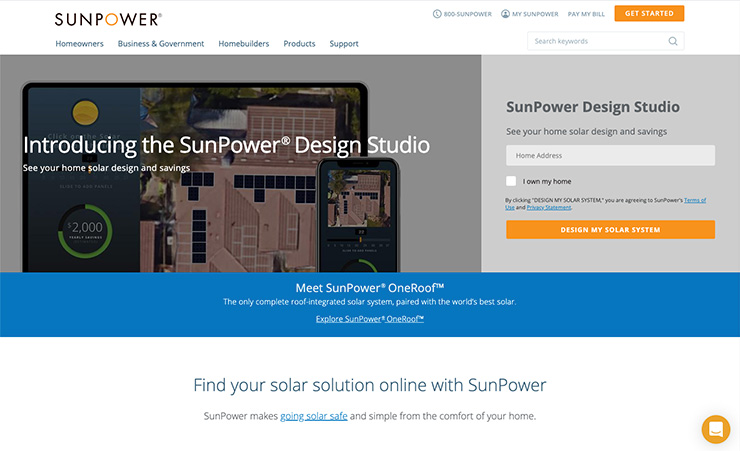 SUNPOWER®
800-SUNPOWER
MY SUNPOWER
PAY MY BILL
GET STARTED
Homeowners
Business & Government
Homebuilders
Products
Support
Search keywords
Introducing the SunPower® Design Studio
See your home solar design and savings
$2,000
YEARLY SAVINGS
SunPower Design Studio
See your home solar design and savings
Home Address
I own my home
By clicking "DESIGN MY SOLAR SYSTEM," you are agreeing to SunPower's Terms of
Use and Privacy Statement.
DESIGN MY SOLAR SYSTEM
Meet SunPower® OneRoof™
The only complete roof-integrated solar system, paired with the world's best solar.
Explore SunPower® OneRoof™
Find your solar solution online with SunPower
SunPower makes going solar safe and simple from the comfort of your home.